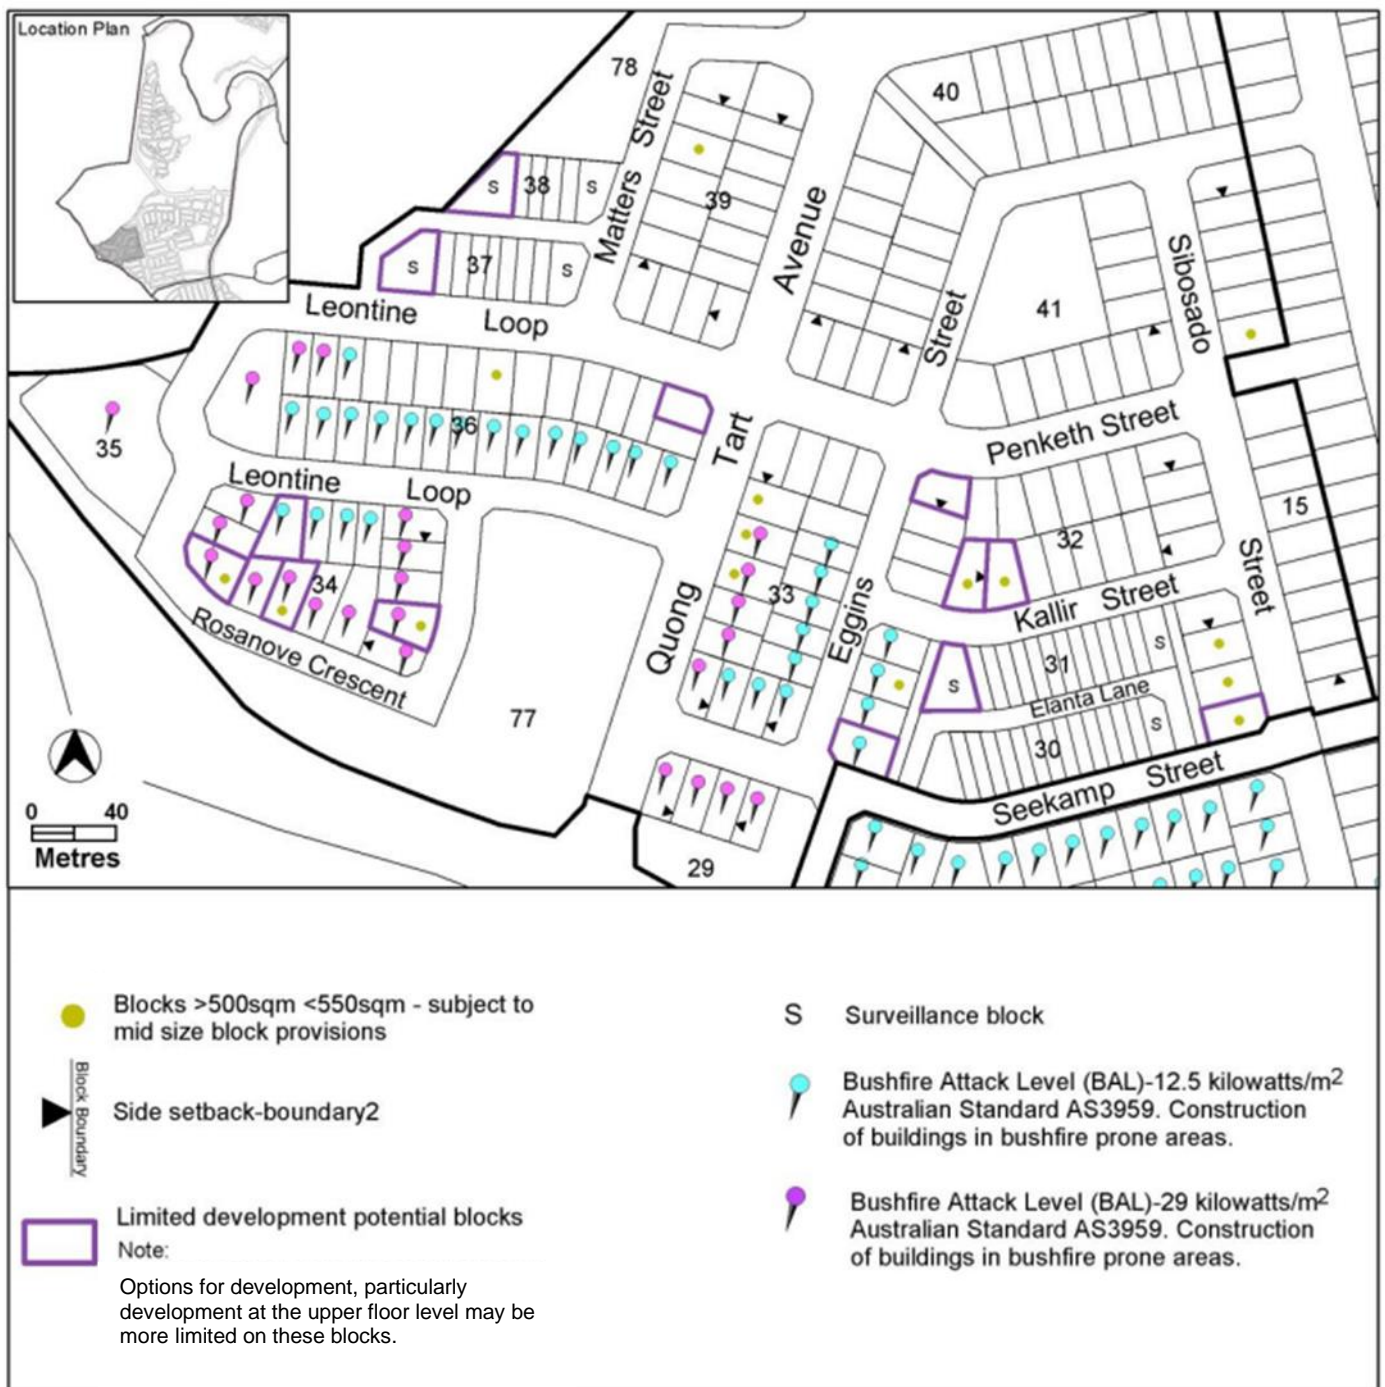 Location Plan
78
Matters Street
40
38
S
S
39
37
S
S
Avenue
Sibosado
41
Street
Leontine Loop
Penketh Street
36
Tart
35
Leontine Loop
15
32
34
33
Street
Kallir Street
Eggins
Quong
Rosanove Crescent
31
S
S
Elanta Lane
77
S
30
Seekamp Street
0 40
Metres
29
Blocks >500sqm <550sqm - subject to
mid size block provisions
Block Boundary
Side setback-boundary2
Limited development potential blocks
Note:
Options for development, particularly
development at the upper floor level may be
more limited on these blocks.
S Surveillance block
Bushfire Attack Level (BAL)-12.5 kilowatts/m2
Australian Standard AS3959. Construction
of buildings in bushfire prone areas.
Bushfire Attack Level (BAL)-29 kilowatts/m2
Australian Standard AS3959. Construction
of buildings in bushfire prone areas.